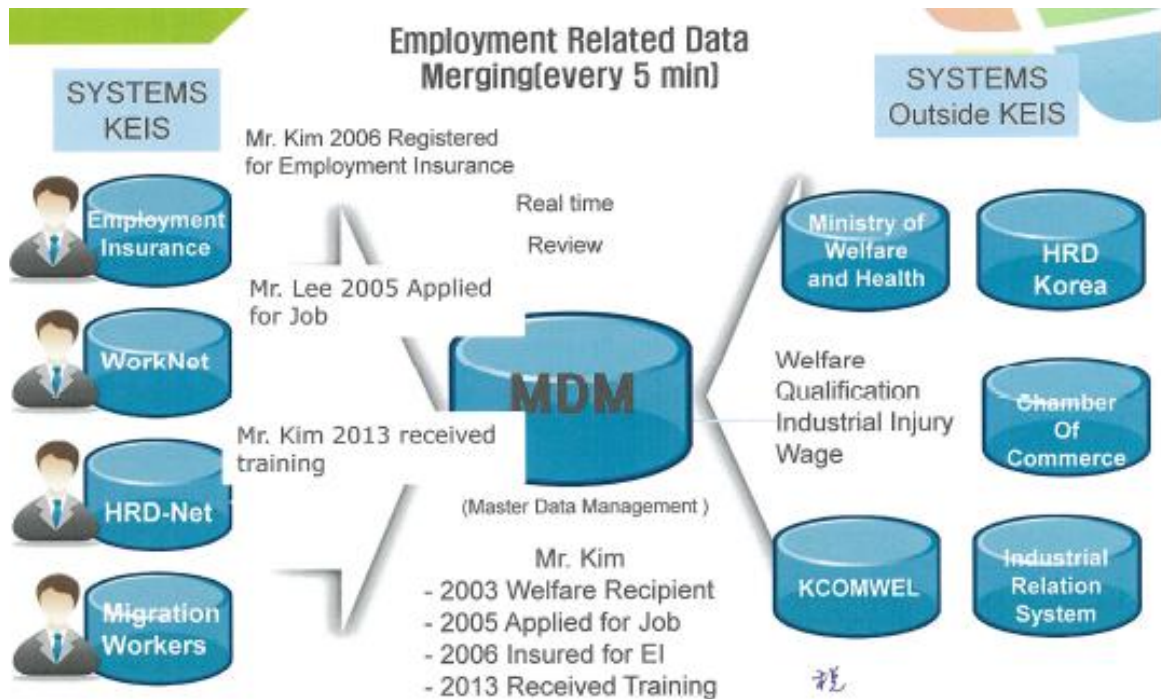 Employment Related Data
Merging(every 5 min)
SYSTEMS
KEIS
SYSTEMS
Outside KEIS
Mr. Kim 2006 Registered
for Employment Insurance
Employment
Insurance
Real time
Review
Mr. Lee 2005 Applied
for Job
WorkNet
Mr. Kim 2013 received
training
HRD-Net
Migration
Workers
MDM
(Master Data Management )
Mr. Kim
- 2003 Welfare Recipient
- 2005 Applied for Job
- 2006 Insured for EI
- 2013 Received Training
Ministry of
Welfare
and Health
HRD
Korea
Welfare
Qualification
Industrial Injury
Wage
Chamber
Of
Commerce
KCOMWEL
Industrial
Relation
System